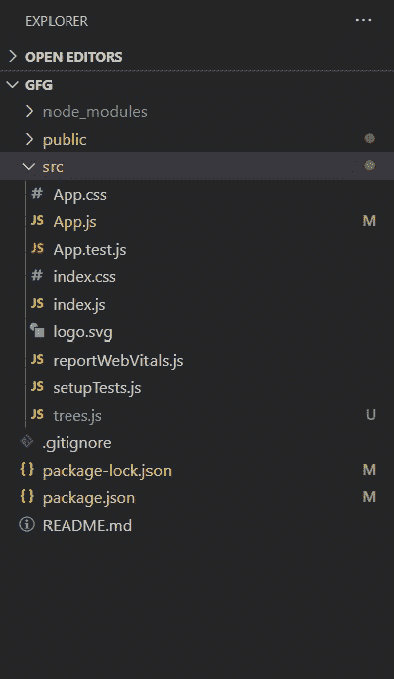 EXPLORER ...
OPEN EDITORS
GFG
node_modules
public
src
# App.css
JS App.js M
JS App.test.js
# index.css
JS index.js
logo.svg
JS reportWebVitals.js
JS setupTests.js
JS trees.js U
.gitignore
{} package-lock.json M
{} package.json M
README.md